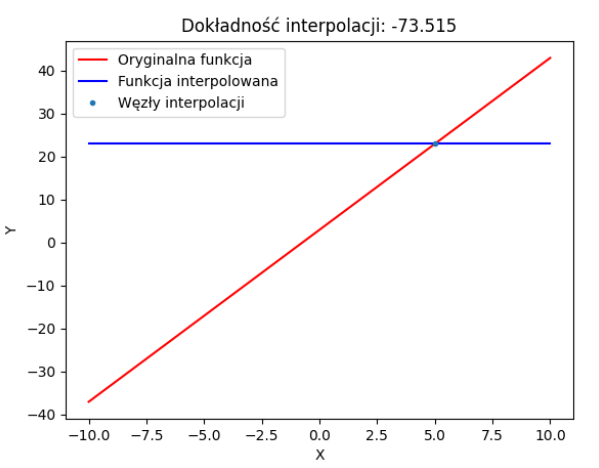 Dokładność interpolacji: -73.515
Oryginalna funkcja
Funkcja interpolowana
Węzły interpolacji
40
30
20
10
0
−10
−20
−30
−40
Y
−10.0 −7.5 −5.0 −2.5 0.0 2.5 5.0 7.5 10.0
X